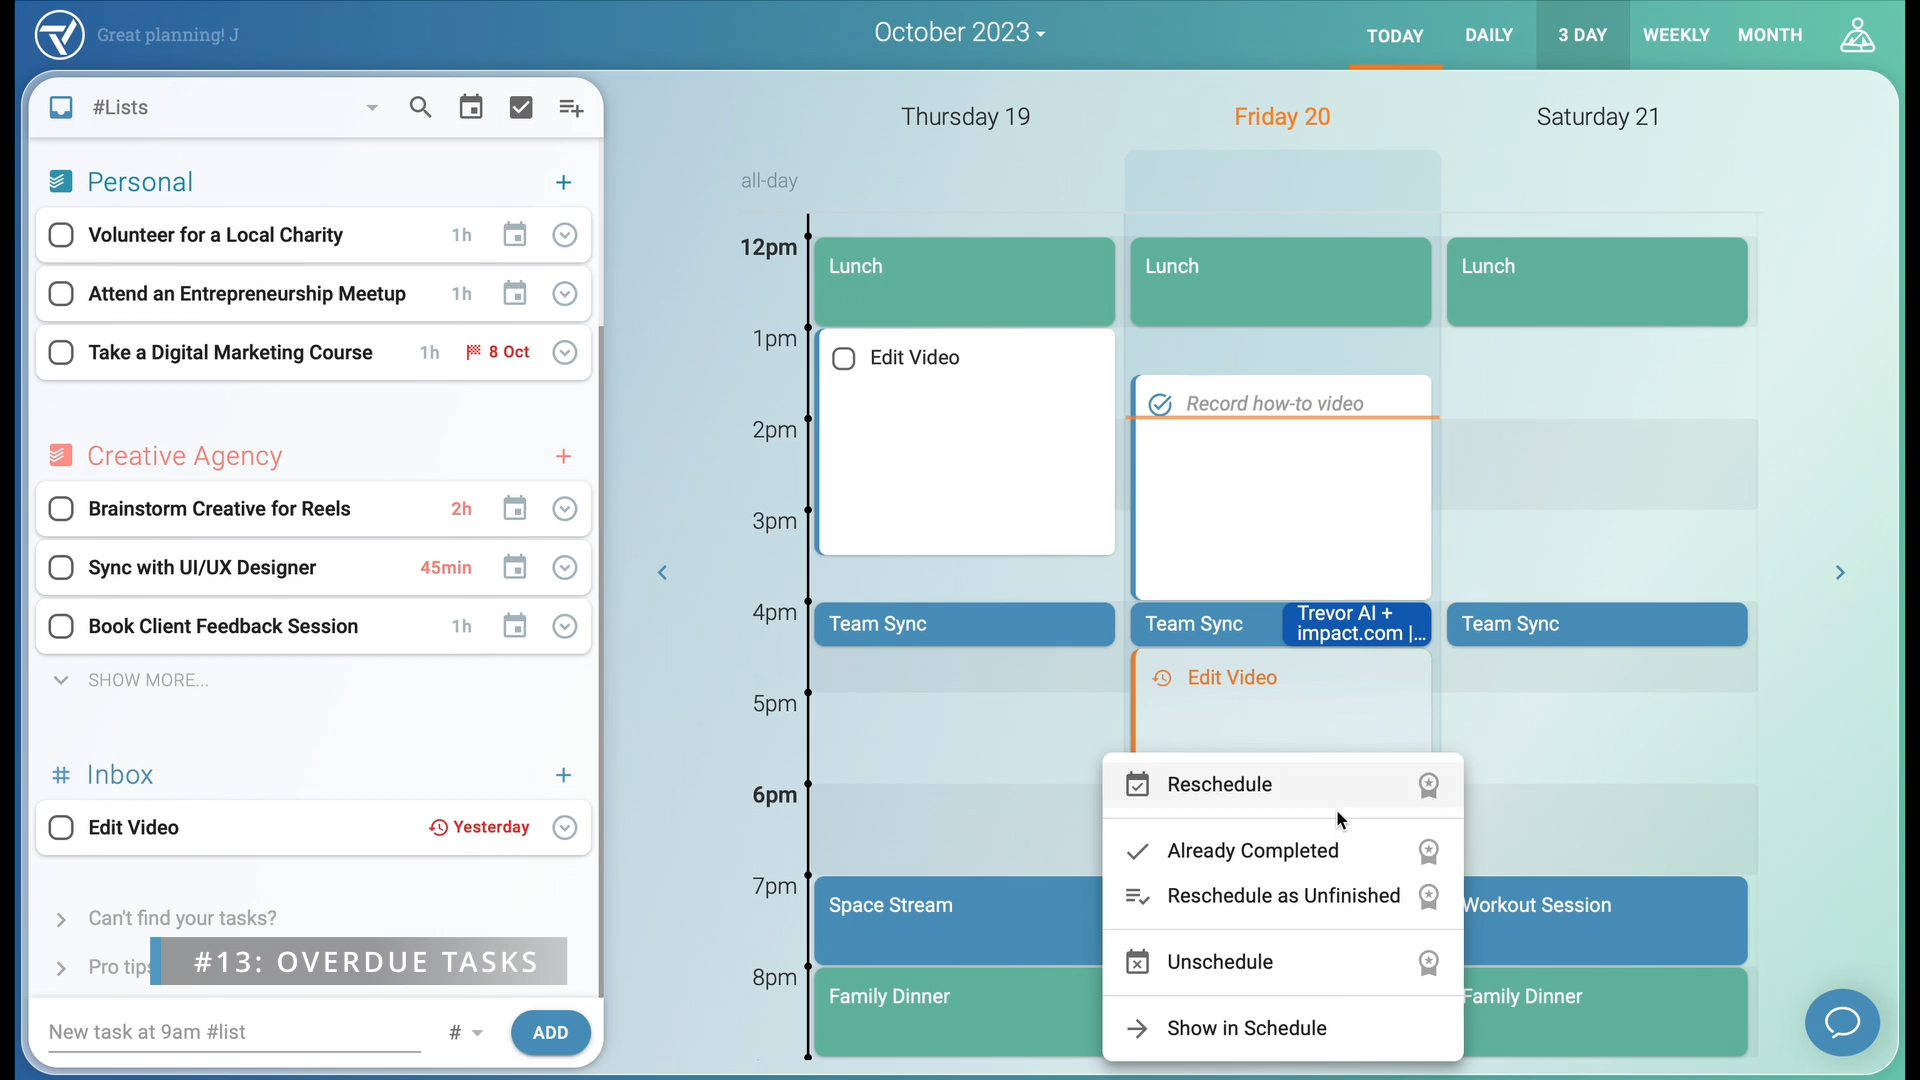 Great planning! J
October 2023
TODAY
DAILY
3 DAY
WEEKLY
MONTH
#Lists
Personal
Volunteer for a Local Charity 1h
Attend an Entrepreneurship Meetup 1h
Take a Digital Marketing Course 1h 8 Oct
Creative Agency
Brainstorm Creative for Reels 2h
Sync with UI/UX Designer 45min
Book Client Feedback Session 1h
SHOW MORE...
# Inbox
Edit Video Yesterday
Can't find your tasks?
Pro tips
#13: OVERDUE TASKS
New task at 9am #list # ADD
Thursday 19
Friday 20
Saturday 21
all-day
12pm
1pm
2pm
3pm
4pm
5pm
6pm
7pm
8pm
Lunch
Edit Video
Team Sync
Space Stream
Family Dinner
Lunch
Record how-to video
Team Sync
Trevor AI +
impact.com |...
Edit Video
Reschedule
Already Completed
Reschedule as Unfinished
Unschedule
Show in Schedule
Lunch
Team Sync
Workout Session
Family Dinner